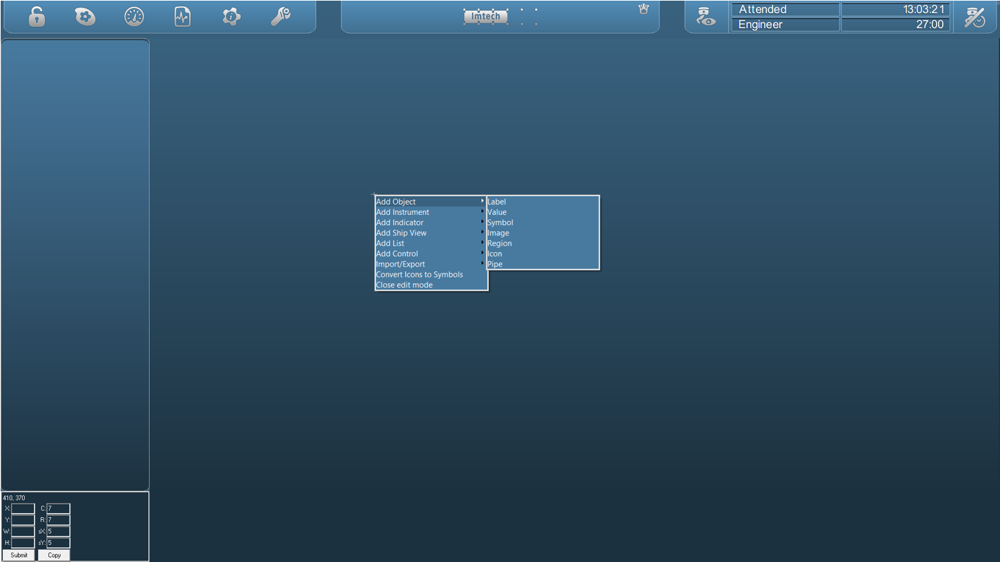 Imtech
Attended 13:03:21
Engineer 27:00
Add Object
Add Instrument
Add Indicator
Add Ship View
Add List
Add Control
Import/Export
Convert Icons to Symbols
Close edit mode
Label
Value
Symbol
Image
Region
Icon
Pipe
410, 370
X: C: 7
Y: R: 7
W: sX: 5
H: sY: 5
Submit Copy